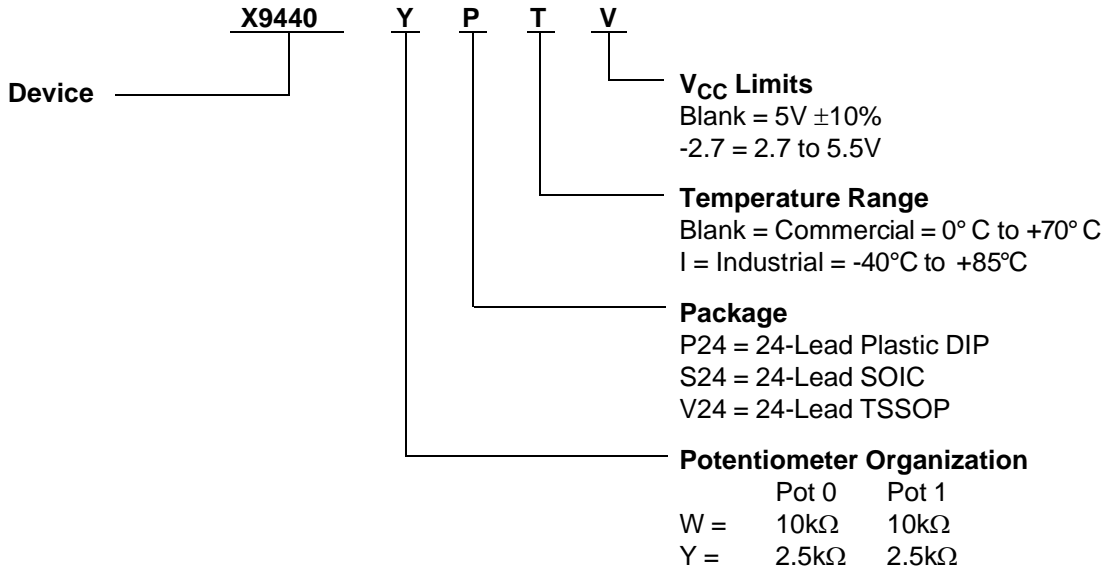 X9440 Y P T V
Device
VCC Limits
Blank = 5V ±10%
-2.7 = 2.7 to 5.5V
Temperature Range
Blank = Commercial = 0° C to +70° C
I = Industrial = -40°C to +85°C
Package
P24 = 24-Lead Plastic DIP
S24 = 24-Lead SOIC
V24 = 24-Lead TSSOP
Potentiometer Organization
Pot 0 Pot 1
W = 10kΩ 10kΩ
Y = 2.5kΩ 2.5kΩ